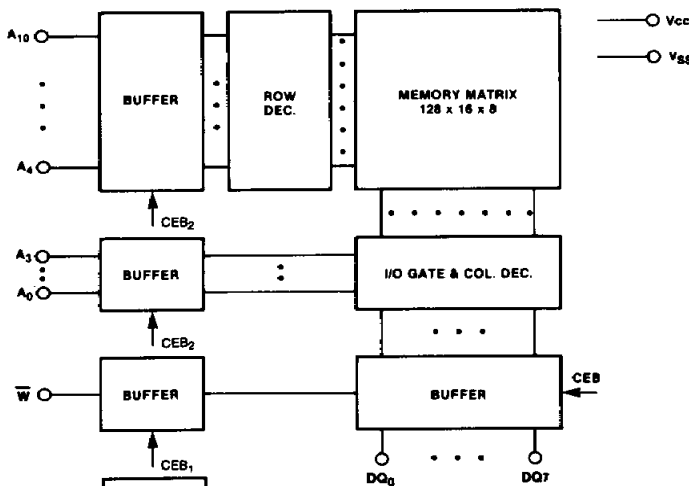 A10
BUFFER
ROW
DEC.
MEMORY MATRIX
128 x 16 x 8
VCC
VSS
A4
CEB2
A3
BUFFER
I/O GATE & COL. DEC.
A0
CEB2
W
BUFFER
BUFFER
CEB
CEB1
DQ0
DQ7